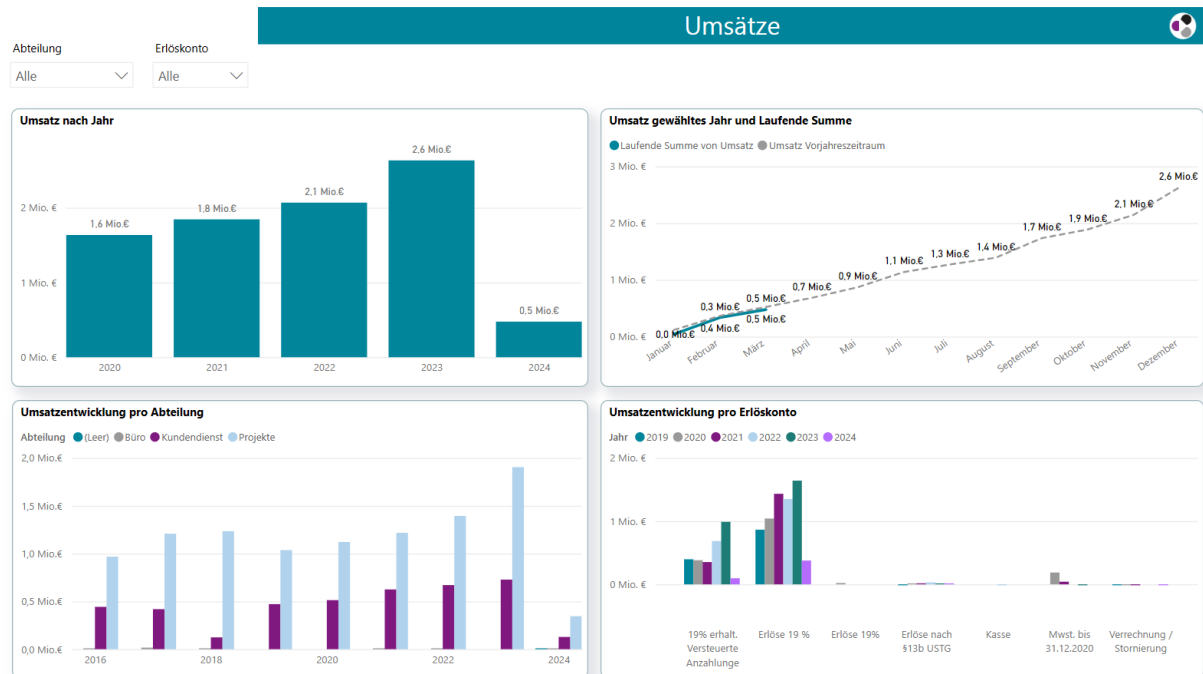 Umsätze
Abteilung
Erlöskonto
Alle
Alle
Umsatz nach Jahr
2 Mio. €
1 Mio. €
0 Mio. €
1,6 Mio.€
1,8 Mio.€
2,1 Mio.€
2,6 Mio.€
0,5 Mio.€
2020
2021
2022
2023
2024
Umsatz gewähltes Jahr und Laufende Summe
Laufende Summe von Umsatz
Umsatz Vorjahreszeitraum
3 Mio. €
2 Mio. €
1 Mio. €
0 Mio. €
0,0 Mio.€
0,3 Mio.€
0,4 Mio.€
0,5 Mio.€
0,5 Mio.€
0,7 Mio.€
0,9 Mio.€
1,1 Mio.€
1,3 Mio.€
1,4 Mio.€
1,7 Mio.€
1,9 Mio.€
2,1 Mio.€
2,6 Mio.€
Januar
Februar
März
April
Mai
Juni
Juli
August
September
Oktober
November
Dezember
Umsatzentwicklung pro Abteilung
Abteilung
(Leer)
Büro
Kundendienst
Projekte
2,0 Mio.€
1,5 Mio.€
1,0 Mio.€
0,5 Mio.€
0,0 Mio.€
2016
2018
2020
2022
2024
Umsatzentwicklung pro Erlöskonto
Jahr
2019
2020
2021
2022
2023
2024
2 Mio. €
1 Mio. €
0 Mio. €
19% erhalt.
Versteuerte
Anzahlunge
Erlöse 19 %
Erlöse 19%
Erlöse nach
§13b USTG
Kasse
Mwst. bis
31.12.2020
Verrechnung /
Stornierung